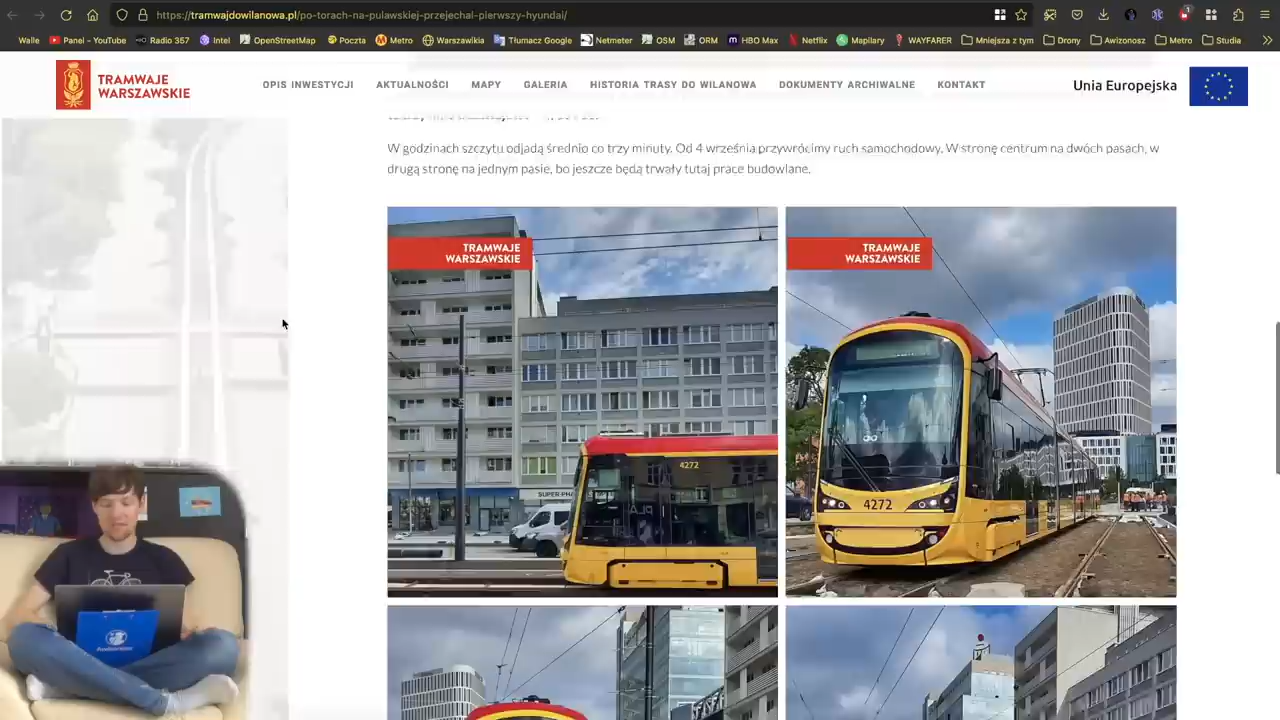 https://tramwajdowilanowa.pl/po-torach-na-pulawskiej-przejechal-pierwszy-hyundai/
Walle Panel - YouTube Radio 357 Intel OpenStreetMap Poczta Metro Warszawikia Tłumacz Google Netmeter OSM ORM HBO Max Netflix Mapilary WAYFARER Mniejsza z tym Drony Awizonosz Metro Studia
TRAMWAJE
WARSZAWSKIE
OPIS INWESTYCJI AKTUALNOŚCI MAPY GALERIA HISTORIA TRASY DO WILANOWA DOKUMENTY ARCHIWALNE KONTAKT
Unia Europejska
W godzinach szczytu odjadą średnio co trzy minuty. Od 4 września przywrócimy ruch samochodowy. W stronę centrum na dwóch pasach, w
drugą stronę na jednym pasie, bo jeszcze będą trwały tutaj prace budowlane.
TRAMWAJE
WARSZAWSKIE
TRAMWAJE
WARSZAWSKIE
4272
SUPER-PHA
4272